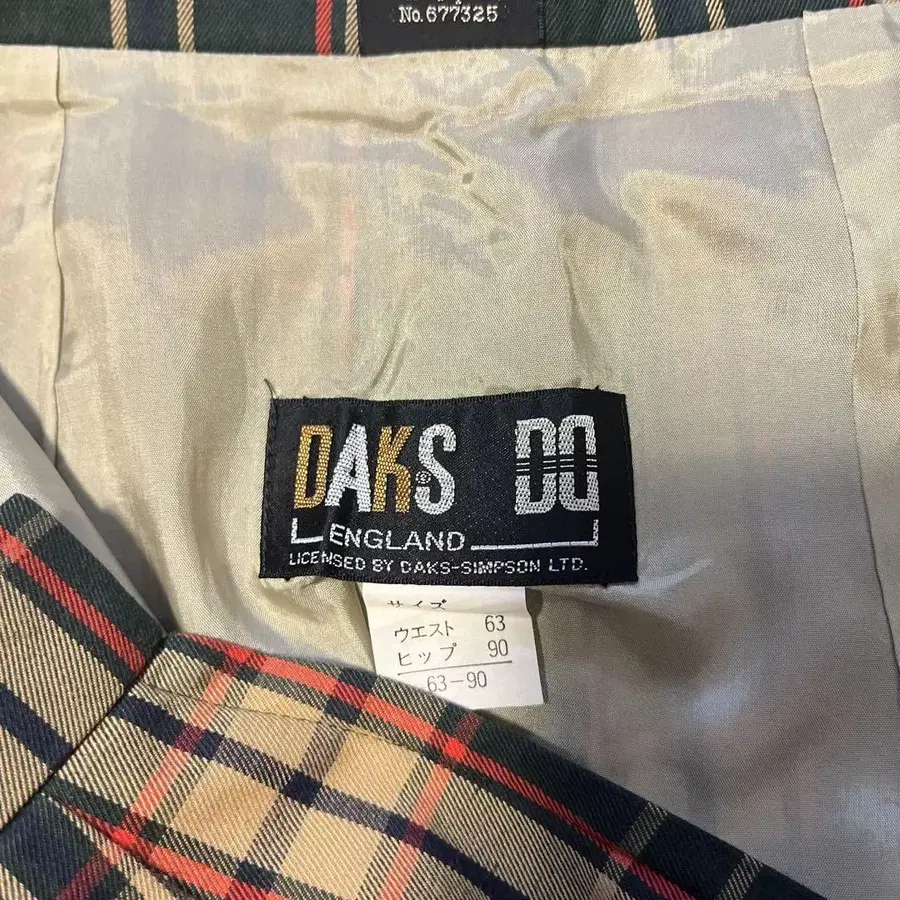 No.677325
DAKS DD
ENGLAND
LICENSED BY DAKS-SIMPSON LTD.
サイズ
ウエスト 63
ヒップ 90
63-90